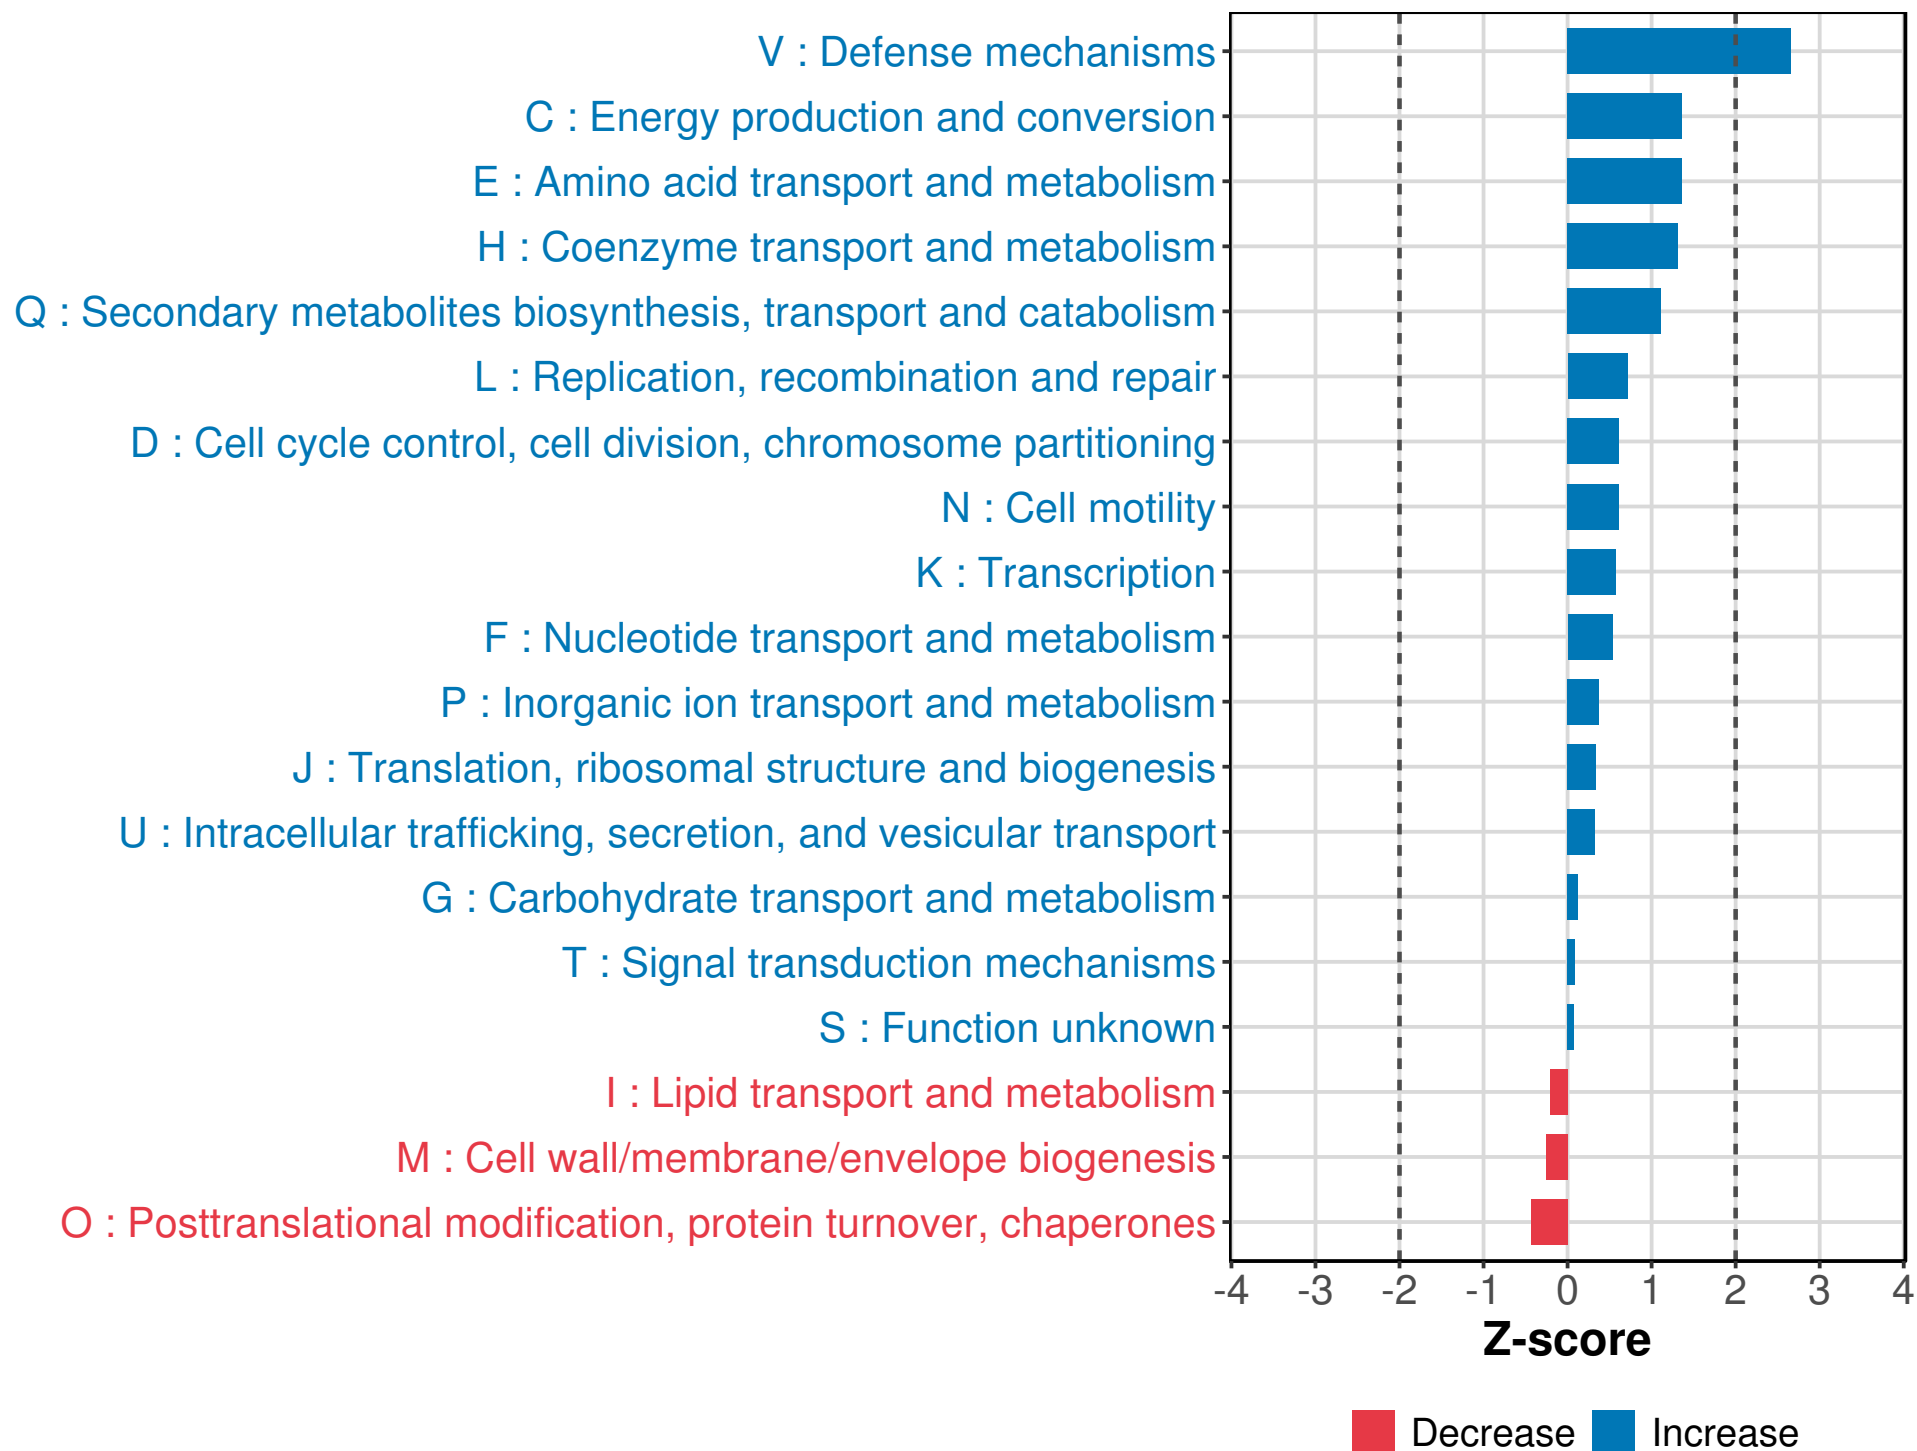 V : Defense mechanisms
C : Energy production and conversion
E : Amino acid transport and metabolism
H : Coenzyme transport and metabolism
Q : Secondary metabolites biosynthesis, transport and catabolism
L : Replication, recombination and repair
D : Cell cycle control, cell division, chromosome partitioning
N : Cell motility
K : Transcription
F : Nucleotide transport and metabolism
P : Inorganic ion transport and metabolism
J : Translation, ribosomal structure and biogenesis
U : Intracellular trafficking, secretion, and vesicular transport
G : Carbohydrate transport and metabolism
T : Signal transduction mechanisms
S : Function unknown
I : Lipid transport and metabolism
M : Cell wall/membrane/envelope biogenesis
O : Posttranslational modification, protein turnover, chaperones
-4 -3 -2 -1 0 1 2 3 4
Z-score
Decrease Increase